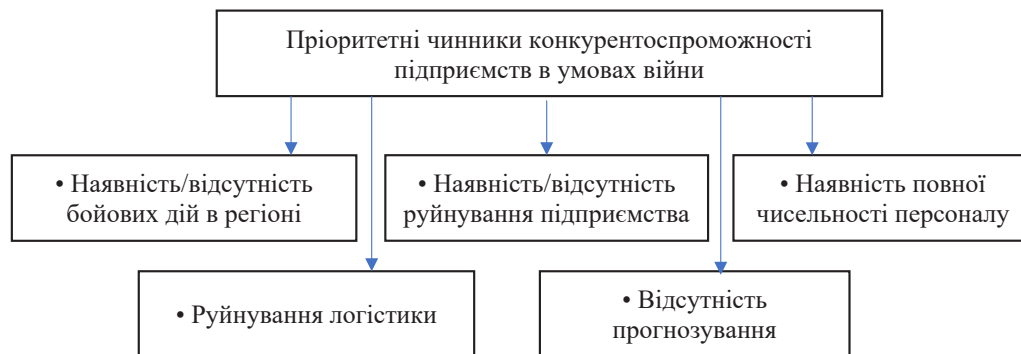 Пріоритетні чинники конкурентоспроможності
підприємств в умовах війни
• Наявність/відсутність
бойових дій в регіоні
• Наявність/відсутність
руйнування підприємства
• Наявність повної
чисельності персоналу
• Руйнування логістики
• Відсутність
прогнозування